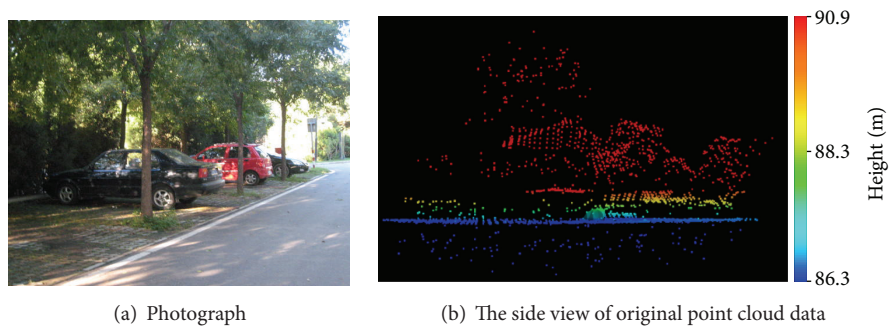 90.9
88.3
86.3
Height (m)
(a) Photograph
(b) The side view of original point cloud data